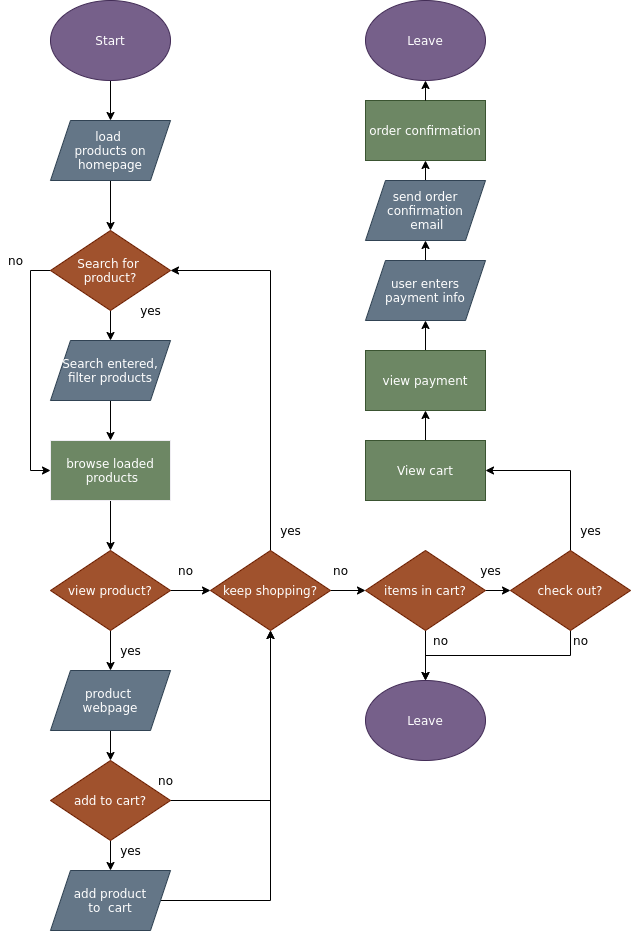 Start
load
products on
homepage
Search for
product?
no
yes
Search entered,
filter products
browse loaded
products
view product?
no
yes
product
webpage
add to cart?
no
yes
add product
to cart
keep shopping?
yes
no
items in cart?
yes
no
check out?
yes
no
Leave
View cart
view payment
user enters
payment info
send order
confirmation
email
order confirmation
Leave